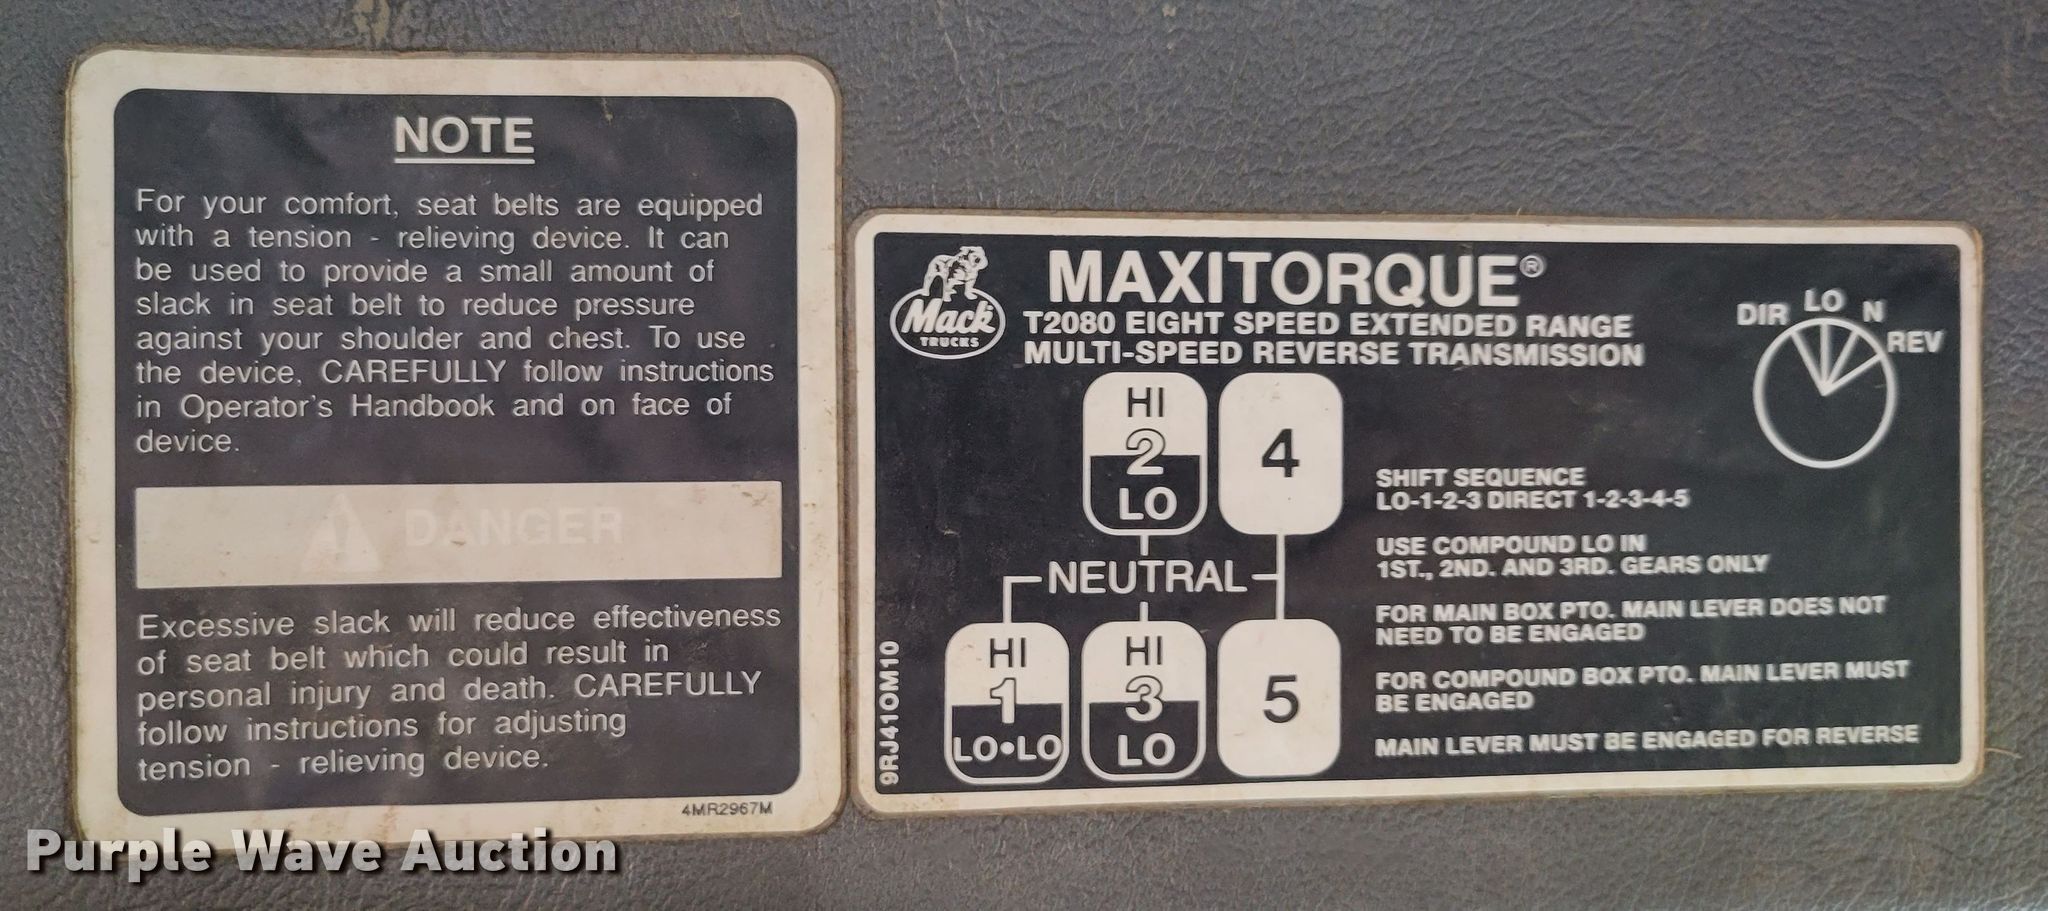 NOTE
For your comfort, seat belts are equipped
with a tension - relieving device. It can
be used to provide a small amount of
slack in seat belt to reduce pressure
against your shoulder and chest. To use
the device, CAREFULLY follow instructions
in Operator's Handbook and on face of
device.
DANGER
Excessive slack will reduce effectiveness
of seat belt which could result in
personal injury and death. CAREFULLY
follow instructions for adjusting
tension - relieving device.
4MR2967M
Mack
TRUCKS
MAXITORQUE®
T2080 EIGHT SPEED EXTENDED RANGE
MULTI-SPEED REVERSE TRANSMISSION
DIR LO N REV
HI
2
LO
4
NEUTRAL
HI
1
LO•LO
HI
3
LO
5
SHIFT SEQUENCE
LO-1-2-3 DIRECT 1-2-3-4-5
USE COMPOUND LO IN
1ST., 2ND. AND 3RD. GEARS ONLY
FOR MAIN BOX PTO. MAIN LEVER DOES NOT
NEED TO BE ENGAGED
FOR COMPOUND BOX PTO. MAIN LEVER MUST
BE ENGAGED
MAIN LEVER MUST BE ENGAGED FOR REVERSE
9RJ410M10
Purple Wave Auction